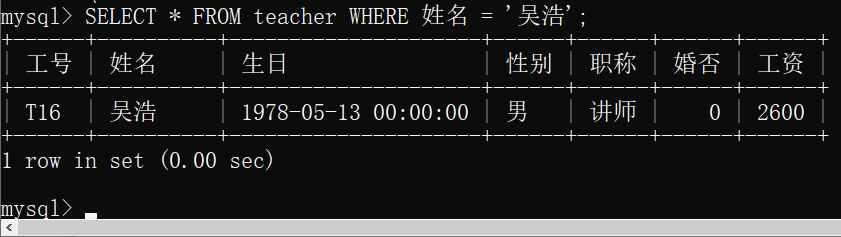 mysql> SELECT * FROM teacher WHERE 姓名 = '吴浩';
| 工号 | 姓名 | 生日 | 性别 | 职称 | 婚否 | 工资 |
| T16 | 吴浩 | 1978-05-13 00:00:00 | 男 | 讲师 | 0 | 2600 |
1 row in set (0.00 sec)
mysql>